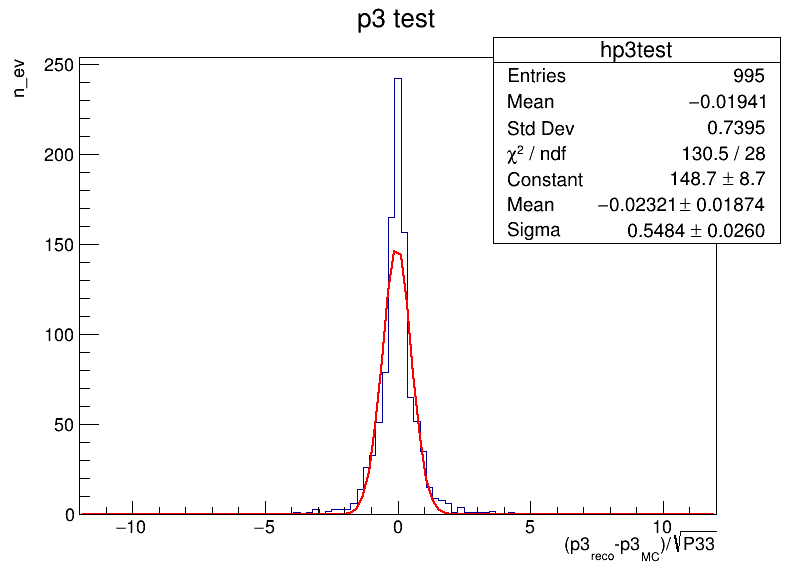 p3 test
hp3test
Entries 995
Mean −0.01941
Std Dev 0.7395
χ² / ndf 130.5 / 28
Constant 148.7 ± 8.7
Mean −0.02321 ± 0.01874
Sigma 0.5484 ± 0.0260
n_ev
250
200
150
100
50
0
−10 −5 0 5 10
(p3reco-p3MC)/√P33